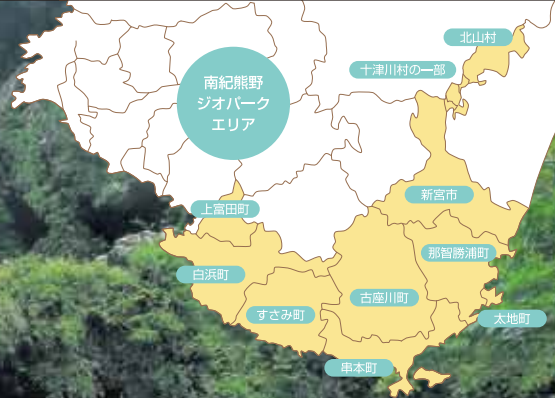 北山村
十津川村の一部
南紀熊野
ジオパーク
エリア
新宮市
上富田町
那智勝浦町
白浜町
古座川町
すさみ町
太地町
串本町